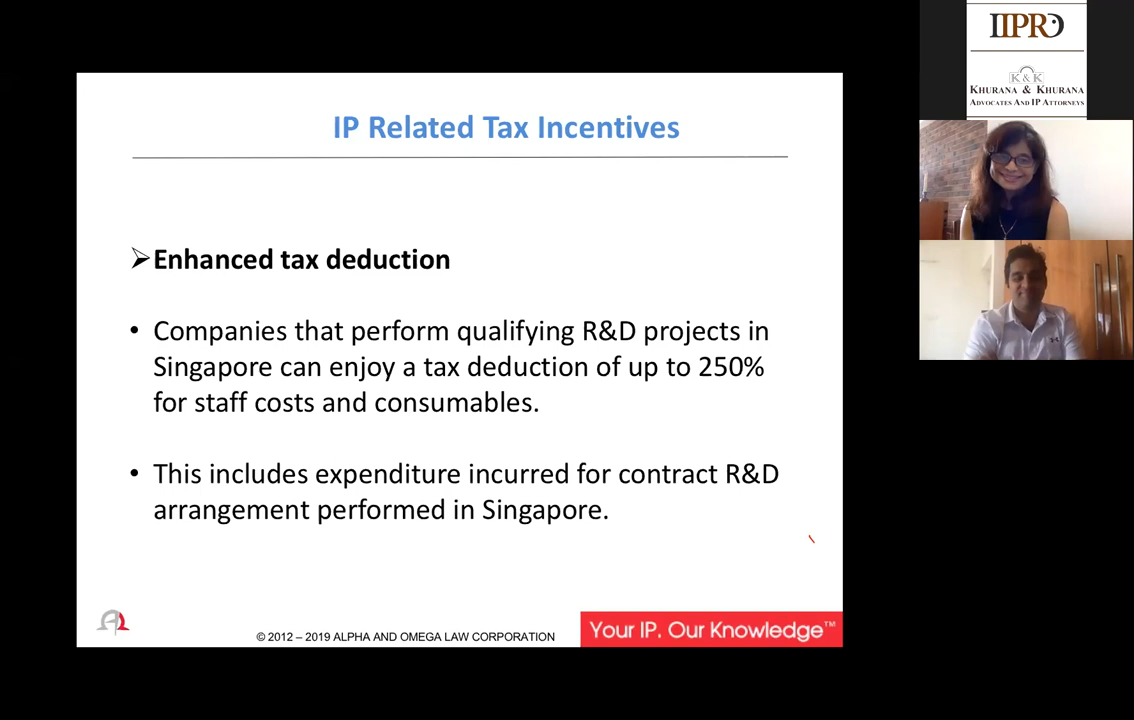 IP Related Tax Incentives
➢Enhanced tax deduction
• Companies that perform qualifying R&D projects in
Singapore can enjoy a tax deduction of up to 250%
for staff costs and consumables.
• This includes expenditure incurred for contract R&D
arrangement performed in Singapore.
© 2012 – 2019 ALPHA AND OMEGA LAW CORPORATION
Your IP. Our Knowledge™
IIPRD
K&K
KHURANA & KHURANA
ADVOCATES AND IP ATTORNEYS